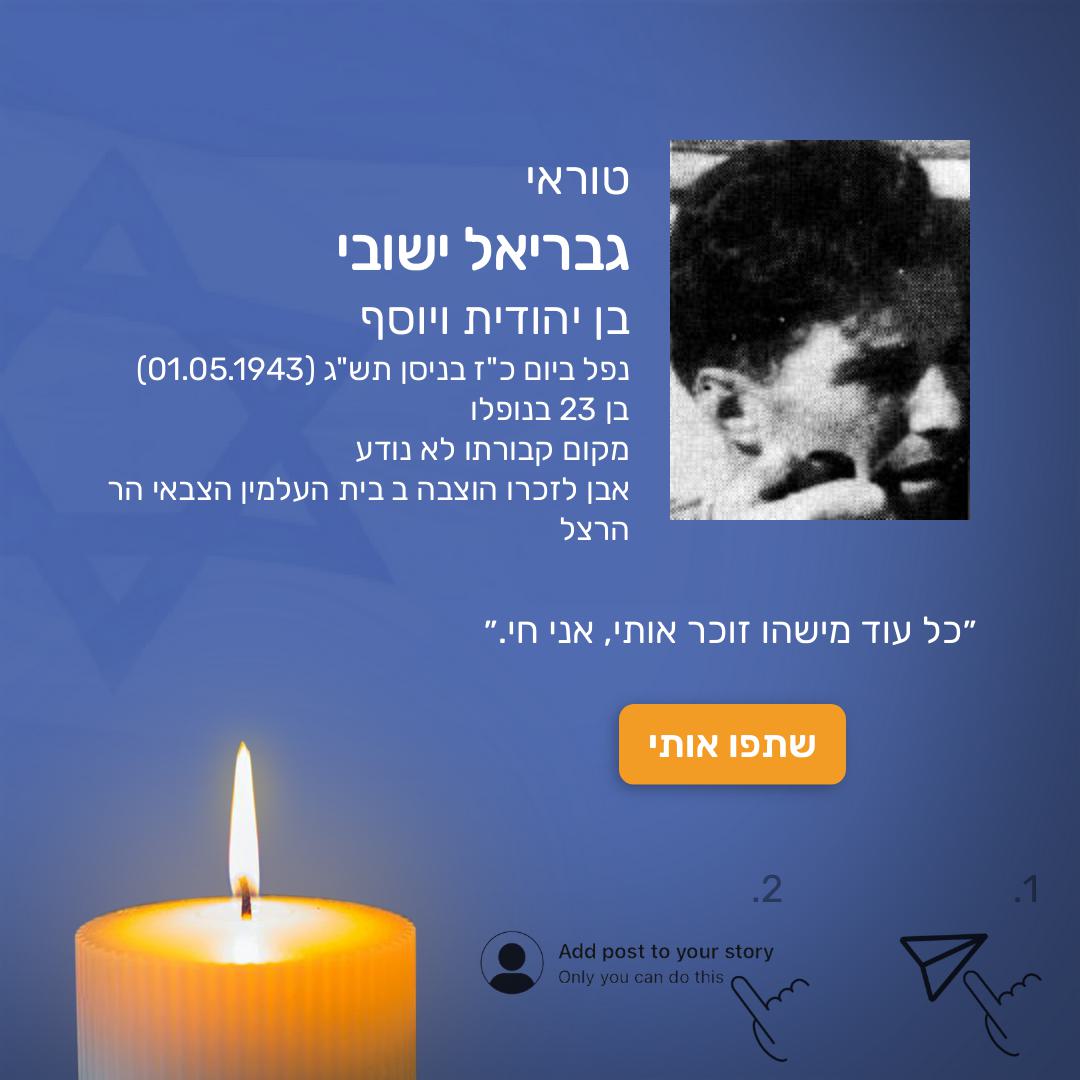 טוראי
גבריאל ישובי
בן יהודית ויוסף
נפל ביום כ"ז בניסן תש"ג (01.05.1943)
בן 23 בנופלו
מקום קבורתו לא נודע
אבן לזכרו הוצבה ב בית העלמין הצבאי הר
הרצל
״כל עוד מישהו זוכר אותי, אני חי.״
שתפו אותי
.1
.2
Add post to your story
Only you can do this